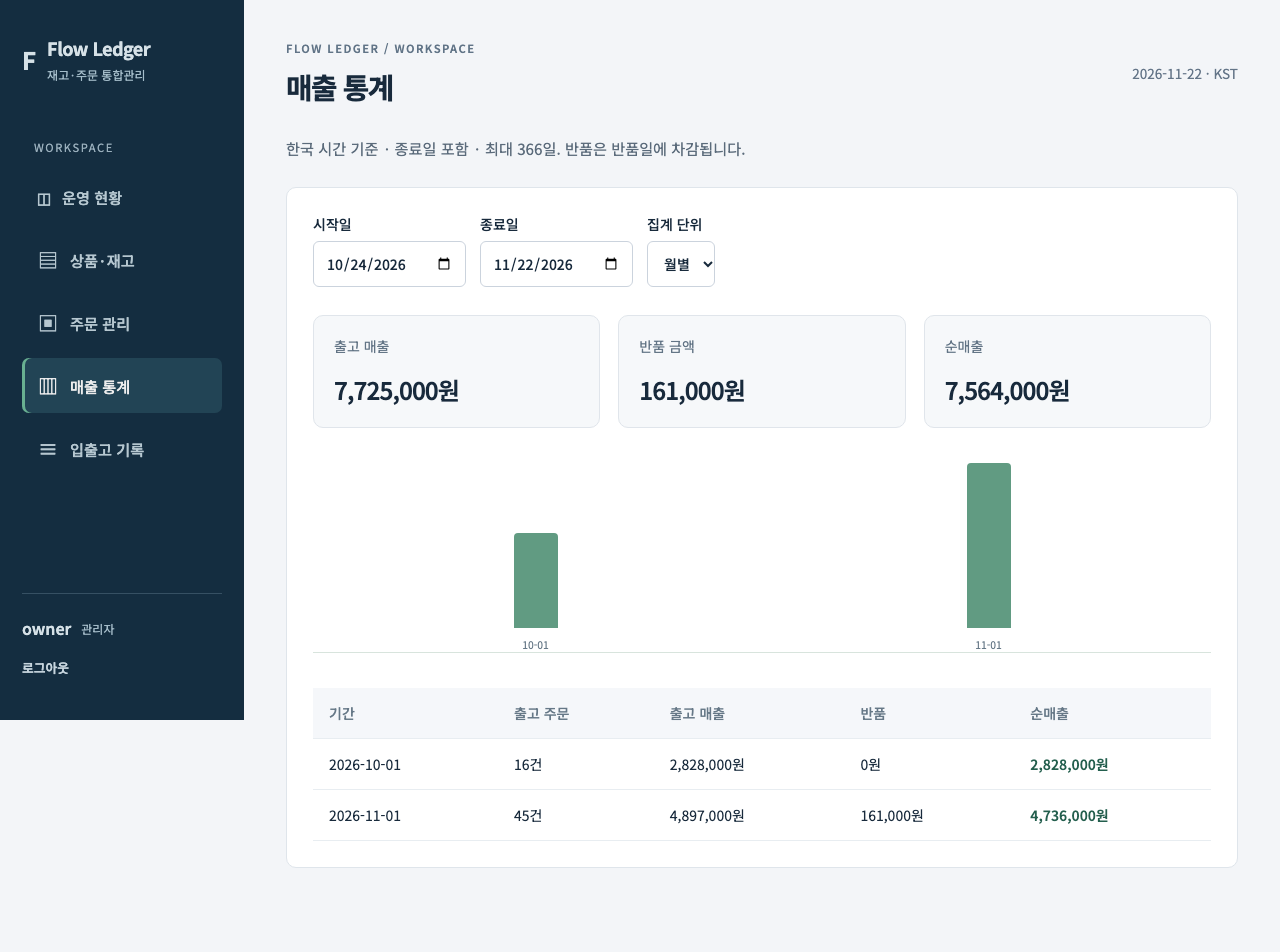 F Flow Ledger
재고·주문 통합관리
WORKSPACE
운영 현황
상품·재고
주문 관리
매출 통계
입출고 기록
owner 관리자
로그아웃
FLOW LEDGER / WORKSPACE
매출 통계
2026-11-22 · KST
한국 시간 기준 · 종료일 포함 · 최대 366일. 반품은 반품일에 차감됩니다.
시작일 종료일 집계 단위
10/24/2026 11/22/2026 월별
출고 매출 반품 금액 순매출
7,725,000원 161,000원 7,564,000원
10-01 11-01
기간 출고 주문 출고 매출 반품 순매출
2026-10-01 16건 2,828,000원 0원 2,828,000원
2026-11-01 45건 4,897,000원 161,000원 4,736,000원